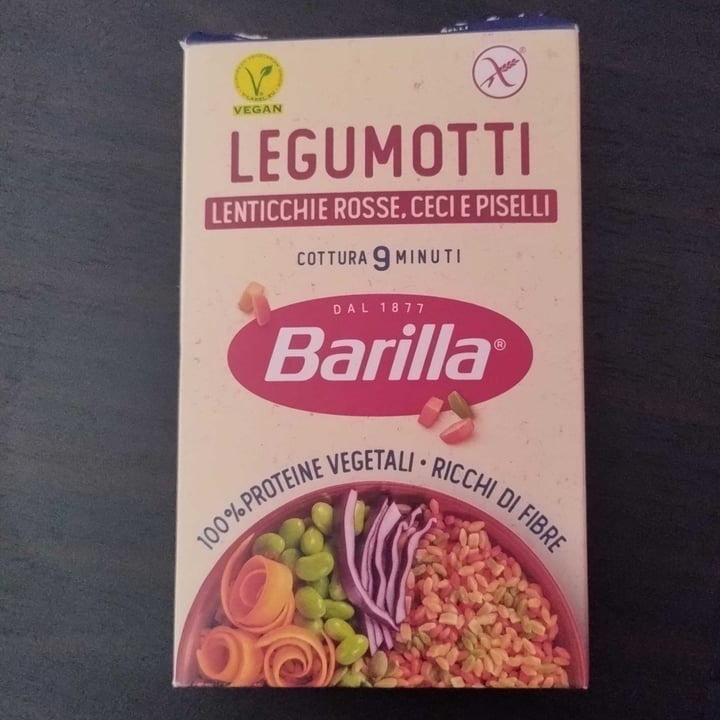 VEGAN
LEGUMOTTI
LENTICCHIE ROSSE, CECI E PISELLI
COTTURA 9 MINUTI
DAL 1877
Barilla®
100% PROTEINE VEGETALI • RICCHI DI FIBRE